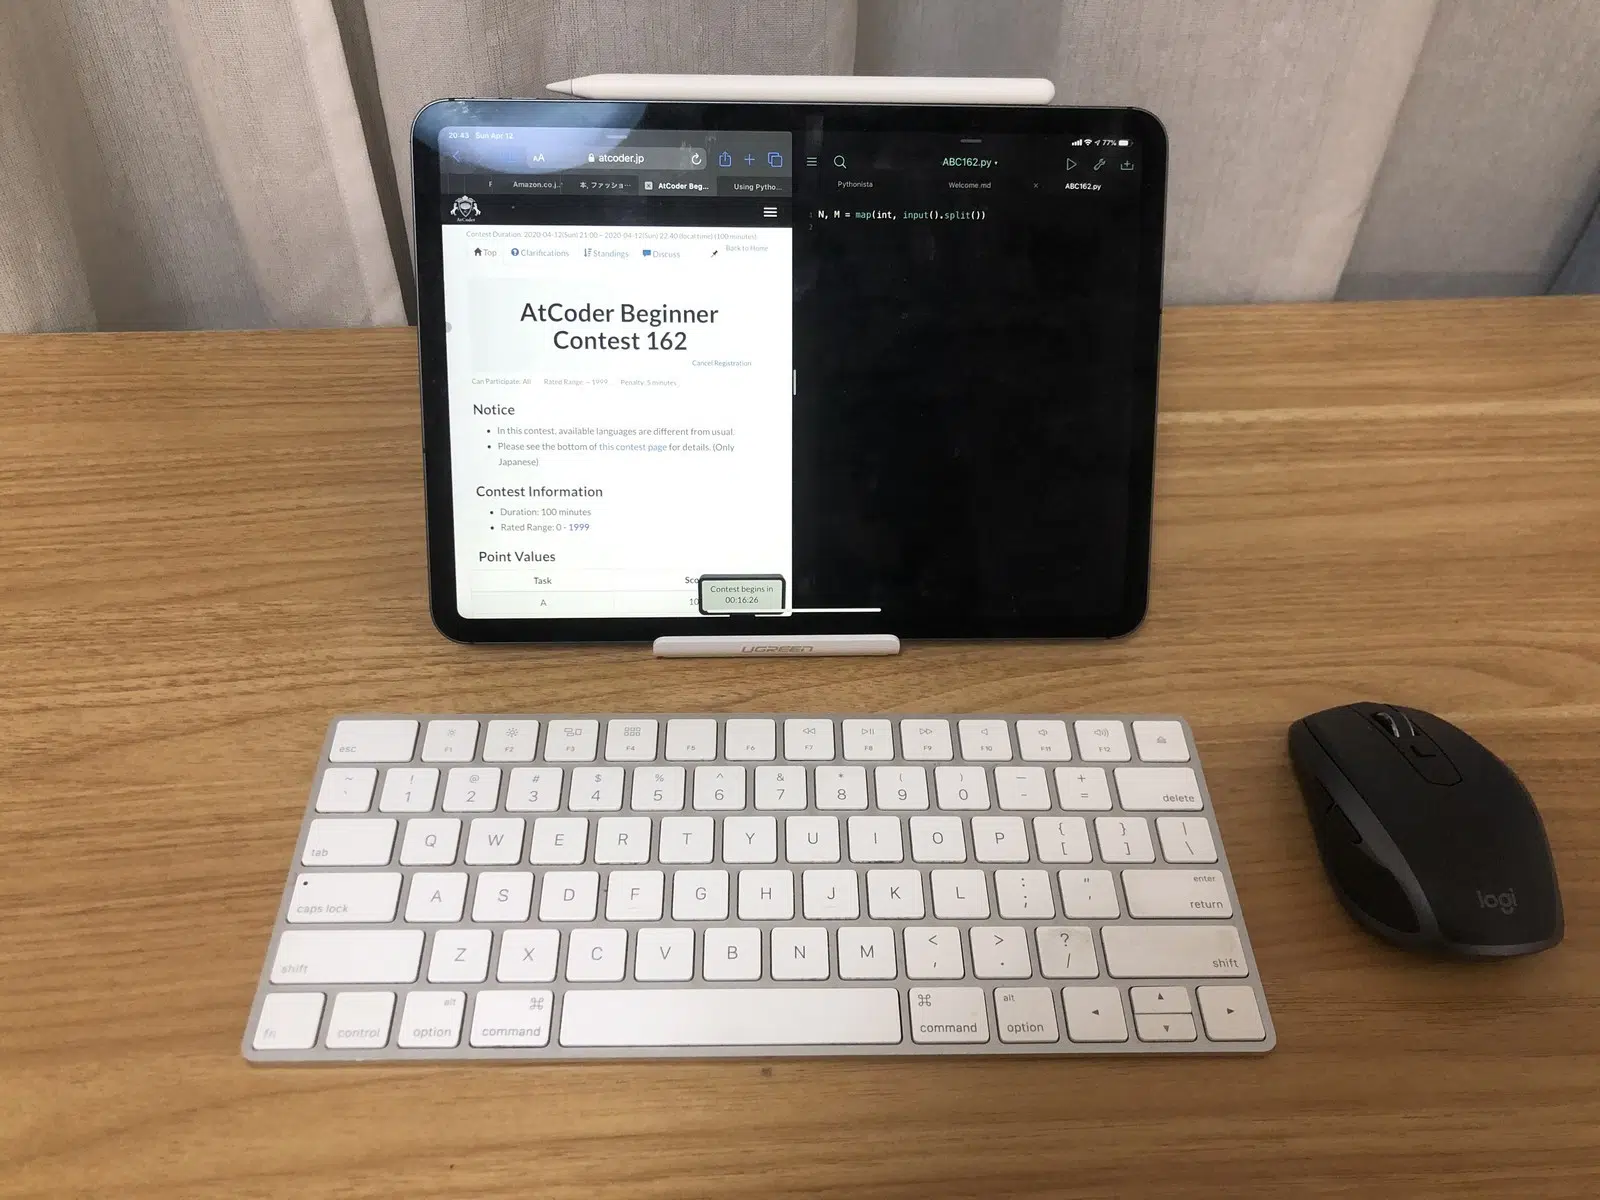 20:43 Sun Apr 12
77%
AA
atcoder.jp
Amazon.co.j...
本, ファッショ...
AtCoder Beg...
Using Pytho...
AtCoder
Contest Duration: 2020-04-12(Sun) 21:00 - 2020-04-12(Sun) 22:40 (local time) (100 minutes)
Back to Home
Top
Clarifications
Standings
Discuss
AtCoder Beginner
Contest 162
Cancel Registration
Can Participate: All Rated Range: ~ 1999 Penalty: 5 minutes
Notice
In this contest, available languages are different from usual.
Please see the bottom of this contest page for details. (Only
Japanese)
Contest Information
Duration: 100 minutes
Rated Range: 0 - 1999
Point Values
Task
A
10
Contest begins in
00:16:26
ABC162.py
Pythonista
Welcome.md
ABC162.py
1 N, M = map(int, input().split())
2
UGREEN
esc F1 F2 F3 F4 F5 F6 F7 F8 F9 F10 F11 F12
~ ! @ # $ % ^ & * ( ) — +
` 1 2 3 4 5 6 7 8 9 0 - = delete
tab Q W E R T Y U I O P { [ } ] | \
caps lock A S D F G H J K L : ; " ' enter return
shift Z X C V B N M < , > . ? / shift
fn control alt option ⌘ command ⌘ command alt option ◀ ▲ ▼ ▶
logi